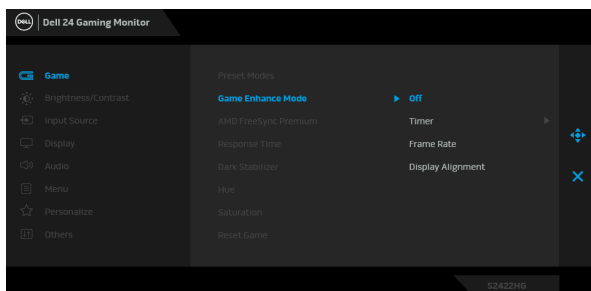 DELL
Dell 24 Gaming Monitor
Game
Brightness/Contrast
Input Source
Display
Audio
Menu
Personalize
Others
Preset Modes
Game Enhance Mode
AMD FreeSync Premium
Response Time
Dark Stabilizer
Hue
Saturation
Reset Game
Off
Timer
Frame Rate
Display Alignment
S2422HG